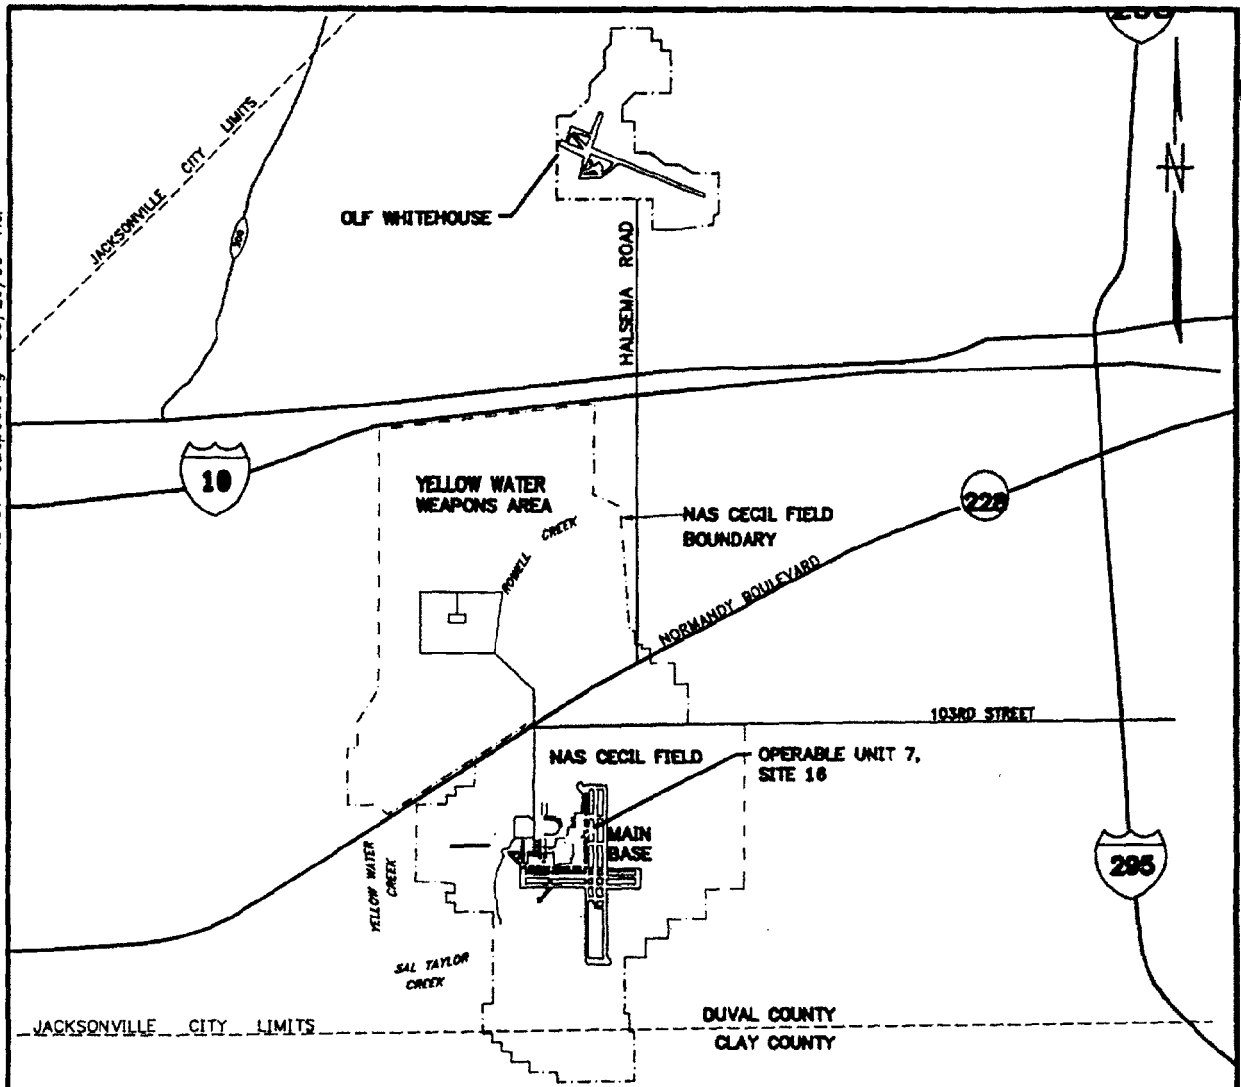 295
JACKSONVILLE CITY LIMITS
N
OLF WHITEHOUSE
HALSEMA ROAD
10
YELLOW WATER
WEAPONS AREA
ROWELL CREEK
NAS CECIL FIELD
BOUNDARY
228
NORMANDY BOULEVARD
103RD STREET
NAS CECIL FIELD
OPERABLE UNIT 7,
SITE 16
MAIN
BASE
295
YELLOW WATER
CREEK
SAL TAYLOR
CREEK
JACKSONVILLE CITY LIMITS
DUVAL COUNTY
CLAY COUNTY